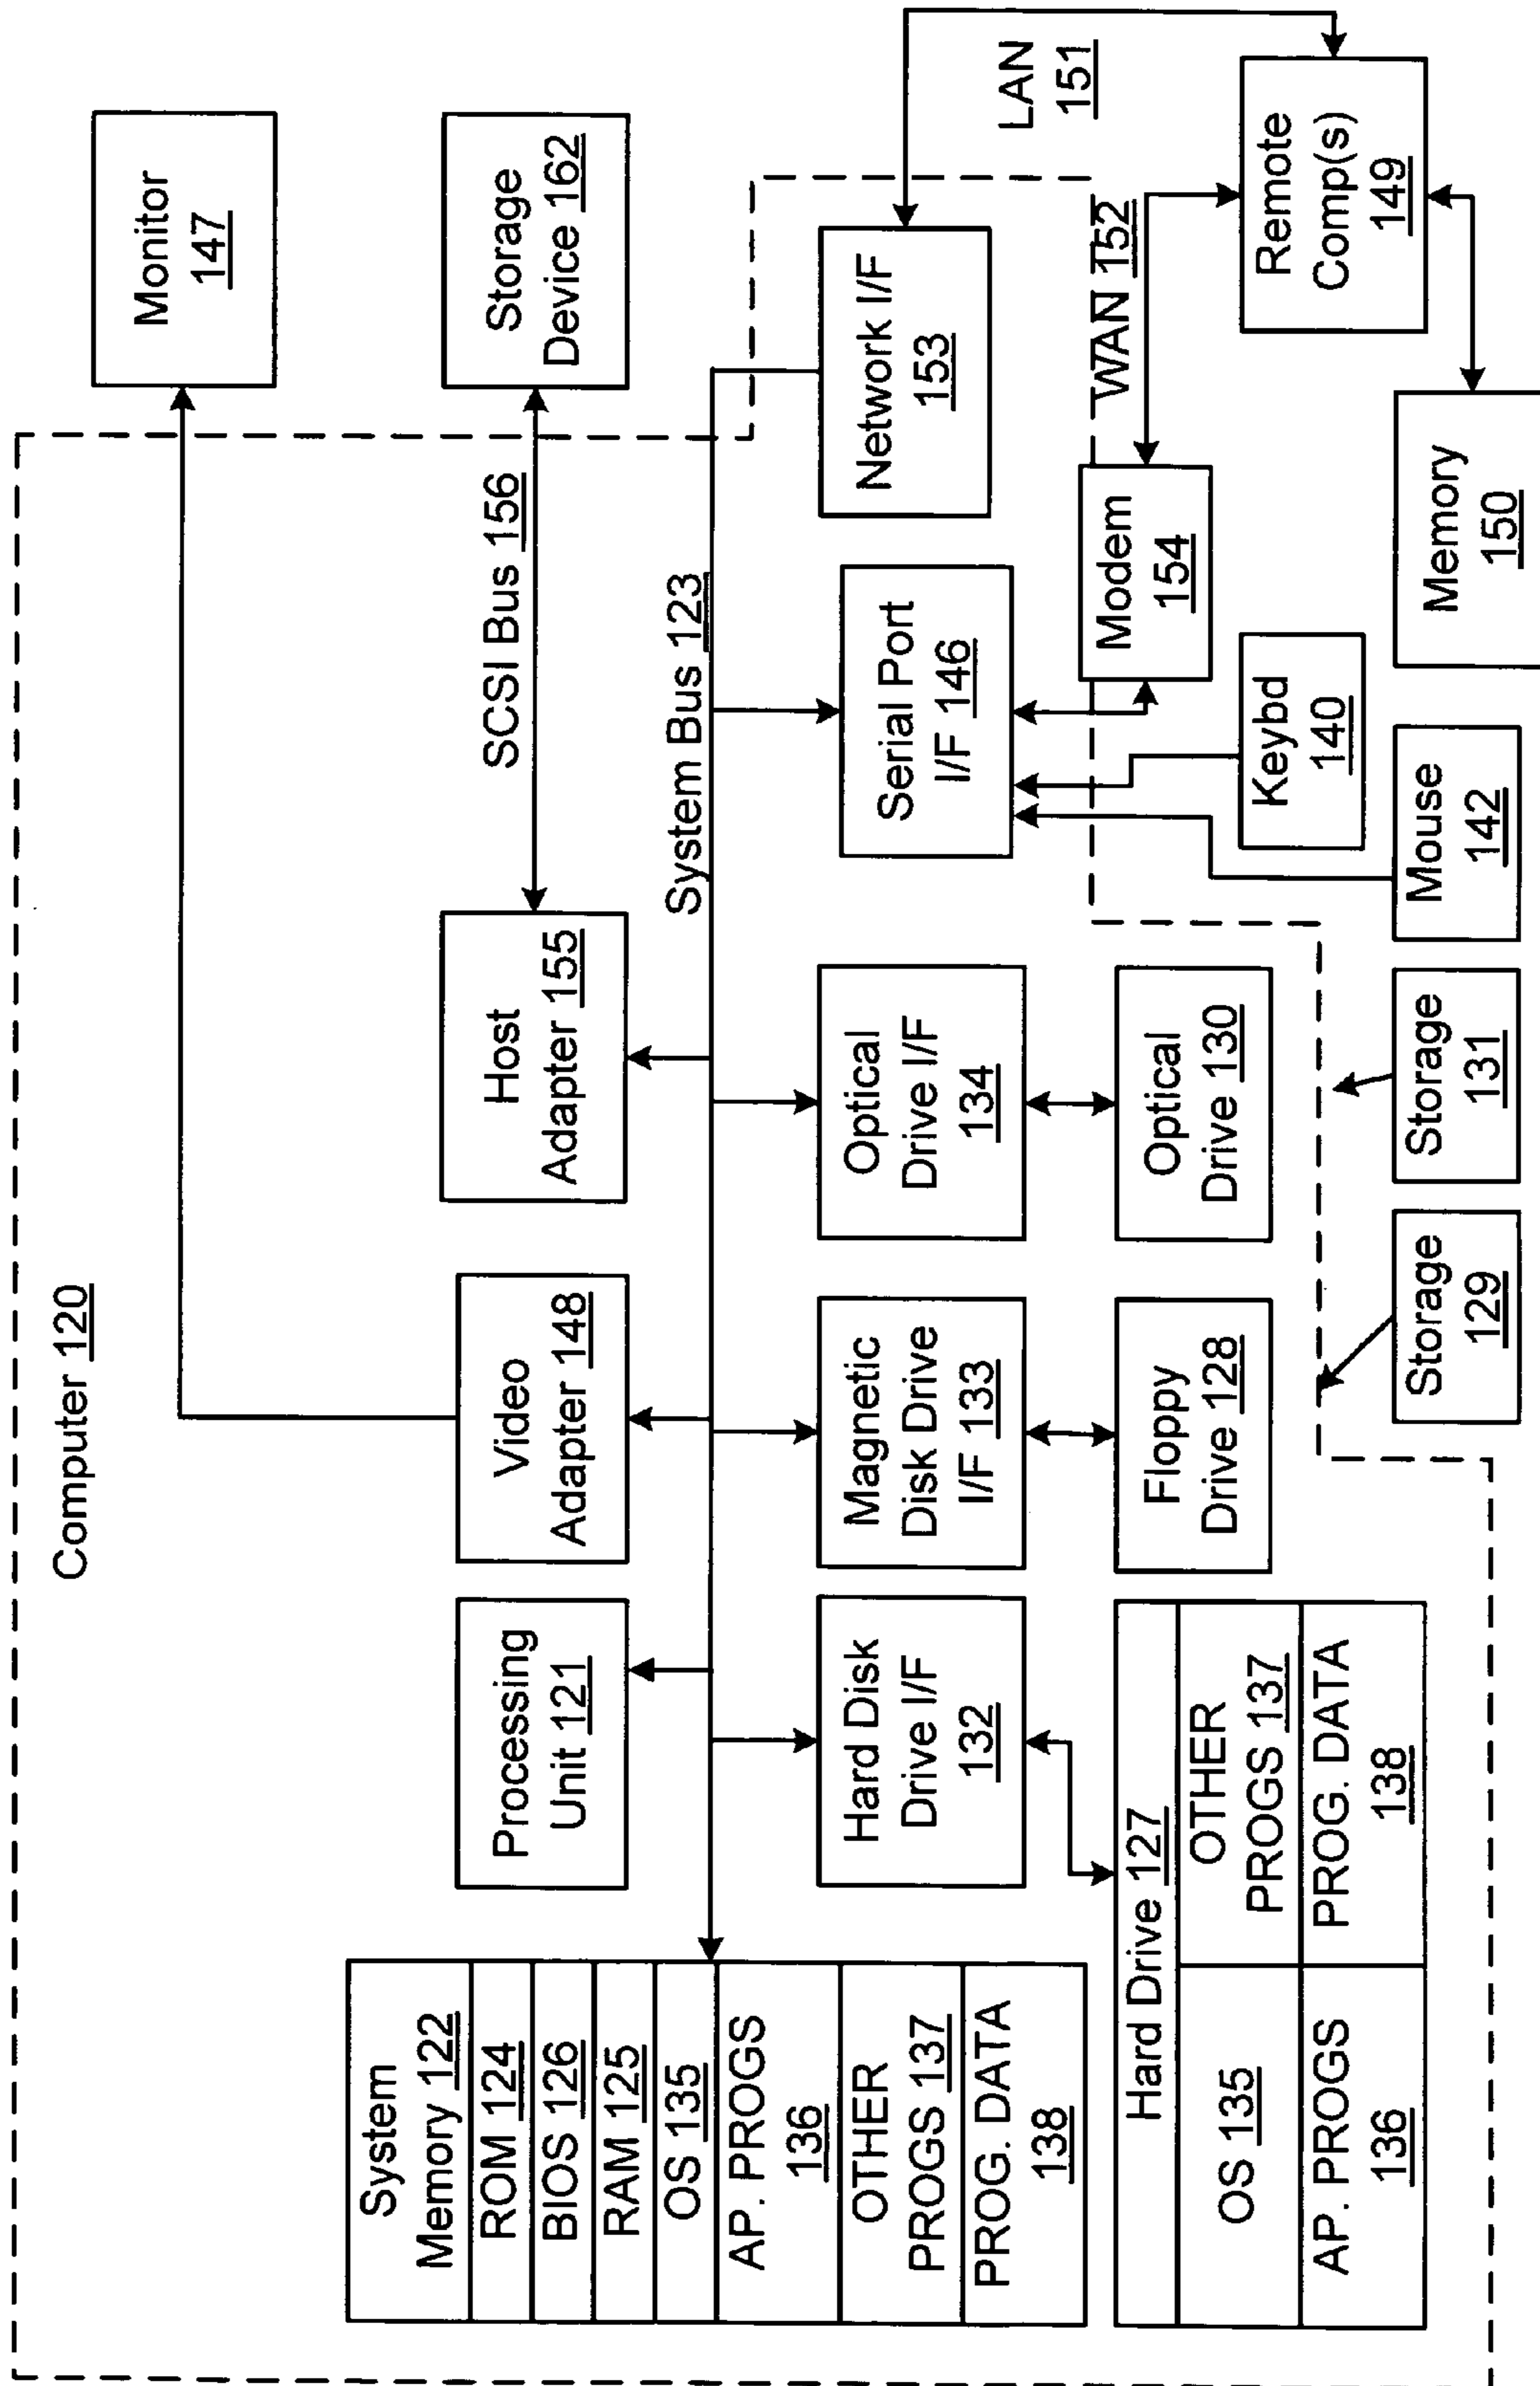 Computer 120
Monitor
147
System
Memory 122
ROM 124
BIOS 126
RAM 125
OS 135
AP. PROGS
136
OTHER
PROGS 137
PROG. DATA
138
Processing
Unit 121
Video
Adapter 148
Host
Adapter 155
SCSI Bus 156
Storage
Device 162
System Bus 123
Hard Disk
Drive I/F
132
Magnetic
Disk Drive
I/F 133
Optical
Drive I/F
134
Serial Port
I/F 146
Network I/F
153
LAN
151
Hard Drive 127
OS 135
OTHER
PROGS 137
AP. PROGS
136
PROG. DATA
138
Floppy
Drive 128
Optical
Drive 130
Modem
154
WAN 152
Keybd
140
Remote
Comp(s)
149
Storage
129
Storage
131
Mouse
142
Memory
150